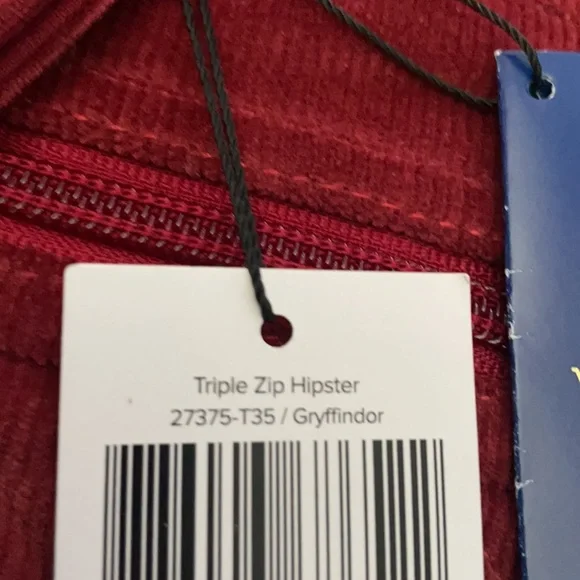 Triple Zip Hipster
27375-T35 / Gryffindor